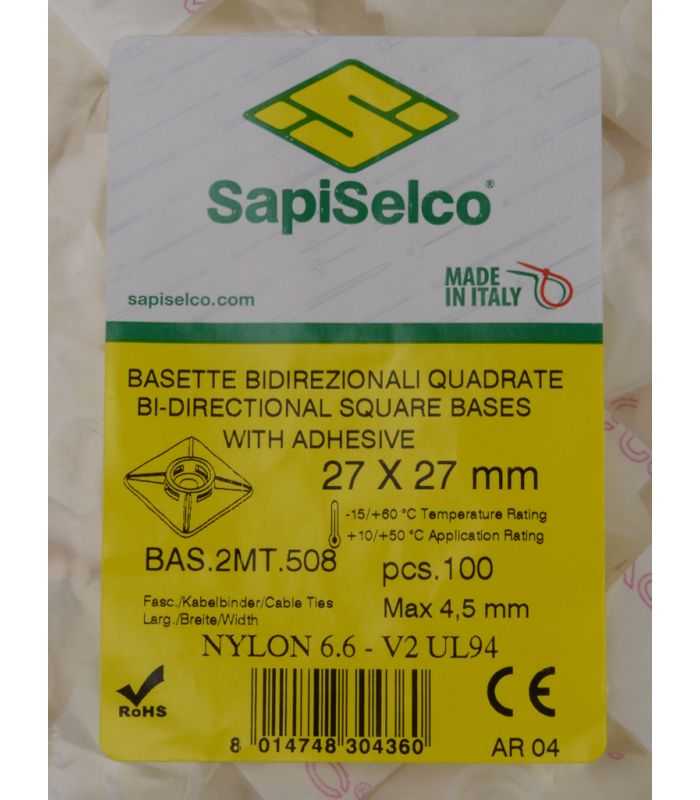 SapiSelco®
sapiselco.com
MADE
IN ITALY
BASETTE BIDIREZIONALI QUADRATE
BI-DIRECTIONAL SQUARE BASES
WITH ADHESIVE
27 X 27 mm
-15/+60 °C Temperature Rating
+10/+50 °C Application Rating
BAS.2MT.508
pcs.100
Fasc./Kabelbinder/Cable Ties
Larg./Breite/Width
Max 4,5 mm
NYLON 6.6 - V2 UL94
RoHS
CE
8 014748 304360
AR 04